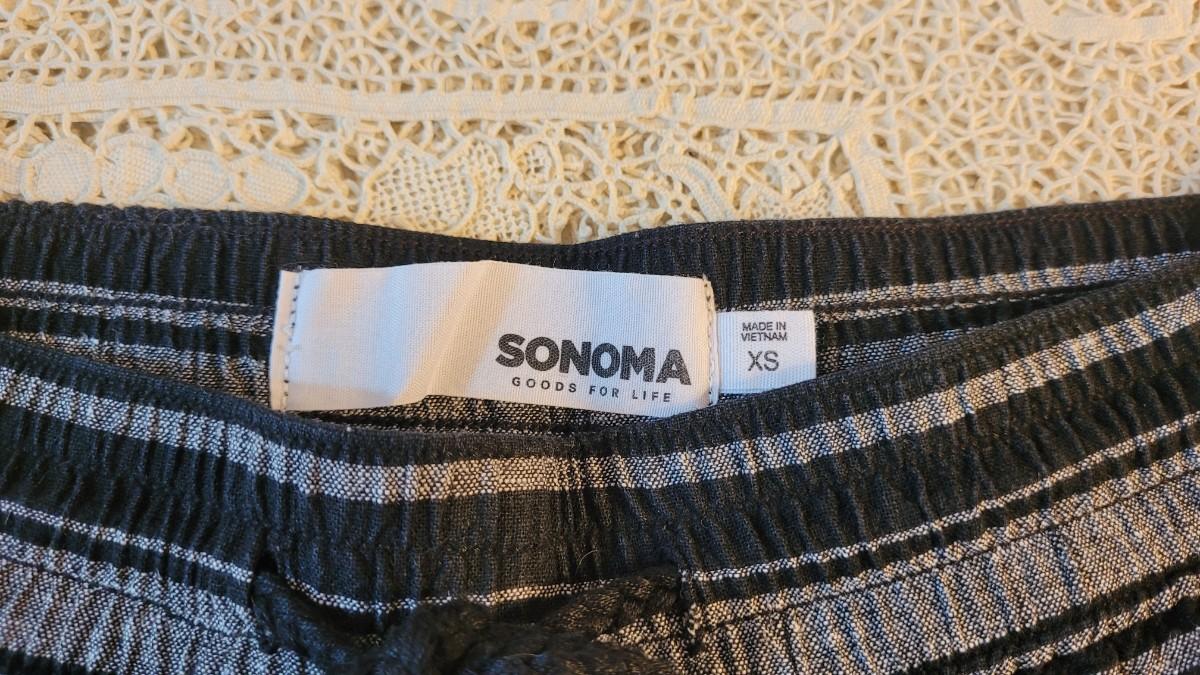 SONOMA
GOODS FOR LIFE
MADE IN
VIETNAM
XS